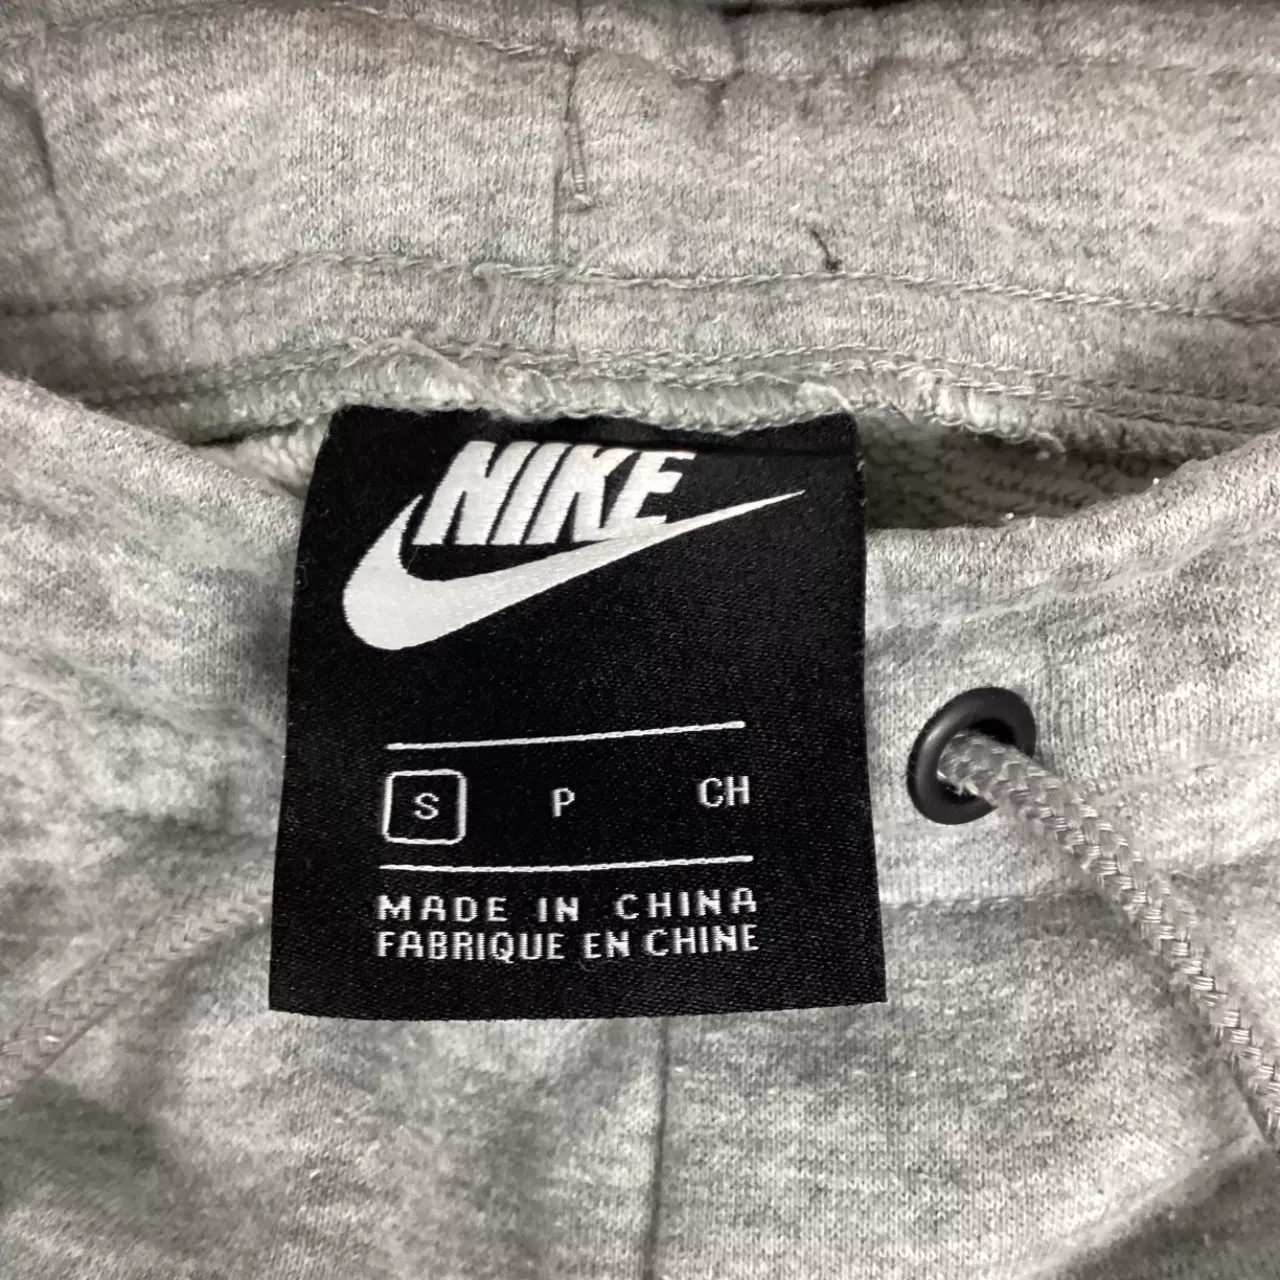 NIKE
S P CH
MADE IN CHINA
FABRIQUE EN CHINE